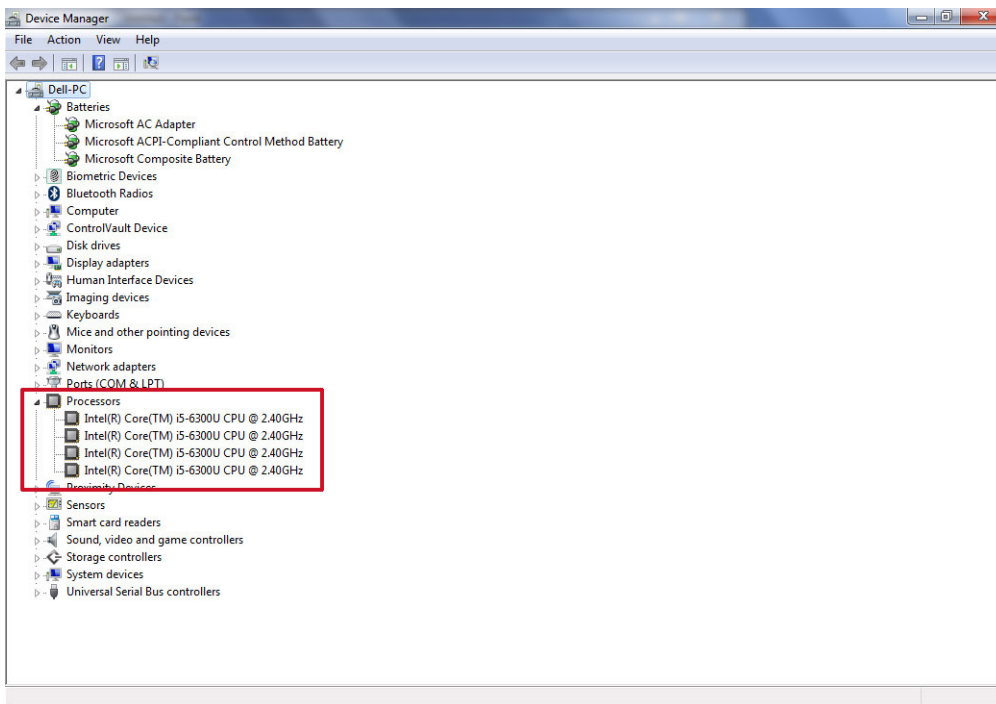 Device Manager
File Action View Help
Dell-PC
Batteries
Microsoft AC Adapter
Microsoft ACPI-Compliant Control Method Battery
Microsoft Composite Battery
Biometric Devices
Bluetooth Radios
Computer
ControlVault Device
Disk drives
Display adapters
Human Interface Devices
Imaging devices
Keyboards
Mice and other pointing devices
Monitors
Network adapters
Ports (COM & LPT)
Processors
Intel(R) Core(TM) i5-6300U CPU @ 2.40GHz
Intel(R) Core(TM) i5-6300U CPU @ 2.40GHz
Intel(R) Core(TM) i5-6300U CPU @ 2.40GHz
Intel(R) Core(TM) i5-6300U CPU @ 2.40GHz
Proximity Devices
Sensors
Smart card readers
Sound, video and game controllers
Storage controllers
System devices
Universal Serial Bus controllers